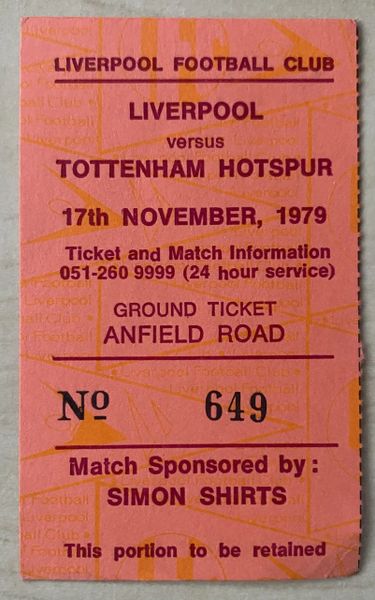 LIVERPOOL FOOTBALL CLUB
LIVERPOOL
versus
TOTTENHAM HOTSPUR
17th NOVEMBER, 1979
Ticket and Match Information
051-260 9999 (24 hour service)
GROUND TICKET
ANFIELD ROAD
Nº 649
Match Sponsored by:
SIMON SHIRTS
This portion to be retained